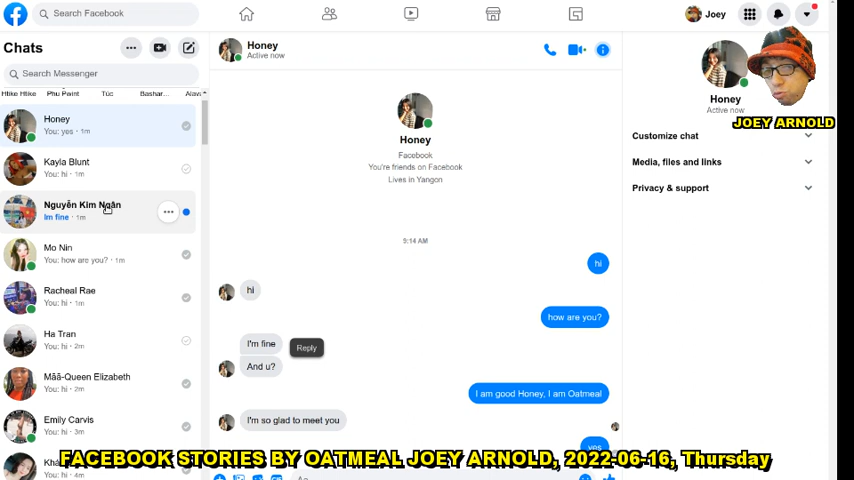 Search Facebook
Joey
Chats
Search Messenger
Htike Htike Phu Point Túc Bashar... Alava
Honey
You: yes · 1m
Kayla Blunt
You: hi · 1m
Nguyễn Kim Ngân
Im fine · 1m
Mo Nin
You: how are you? · 1m
Racheal Rae
You: hi · 1m
Ha Tran
You: hi · 2m
Mãã-Queen Elizabeth
You: hi · 2m
Emily Carvis
You: hi · 3m
Honey
Active now
Honey
Facebook
You're friends on Facebook
Lives in Yangon
9:14 AM
hi
hi
how are you?
I'm fine
Reply
And u?
I am good Honey, I am Oatmeal
I'm so glad to meet you
yes
Aa
Honey
Active now
JOEY ARNOLD
Customize chat
Media, files and links
Privacy & support
FACEBOOK STORIES BY OATMEAL JOEY ARNOLD, 2022-06-16, Thursday